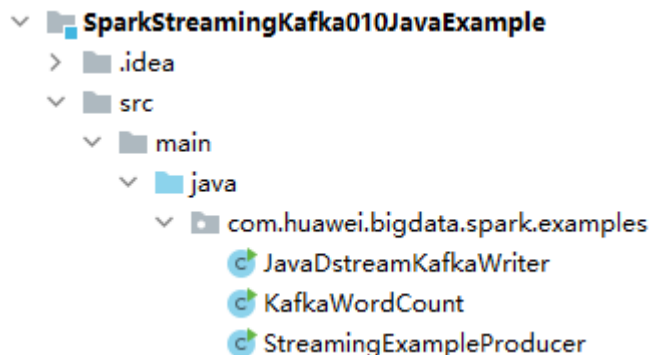 SparkStreamingKafka010JavaExample
.idea
src
main
java
com.huawei.bigdata.spark.examples
JavaDstreamKafkaWriter
KafkaWordCount
StreamingExampleProducer